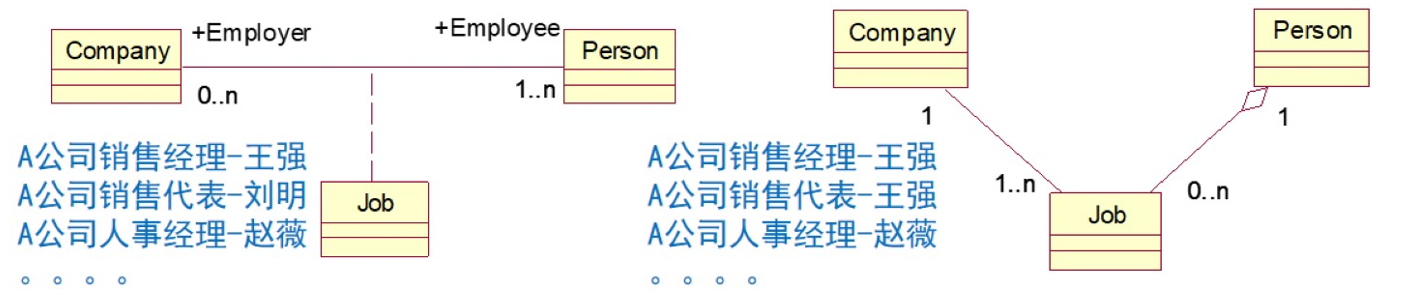 Company
+Employer
+Employee
Person
0..n
1..n
A公司销售经理-王强
A公司销售代表-刘明
A公司人事经理-赵薇
。。。。
Job
Company
Person
1
1
A公司销售经理-王强
A公司销售代表-王强
A公司人事经理-赵薇
。。。。
1..n
0..n
Job